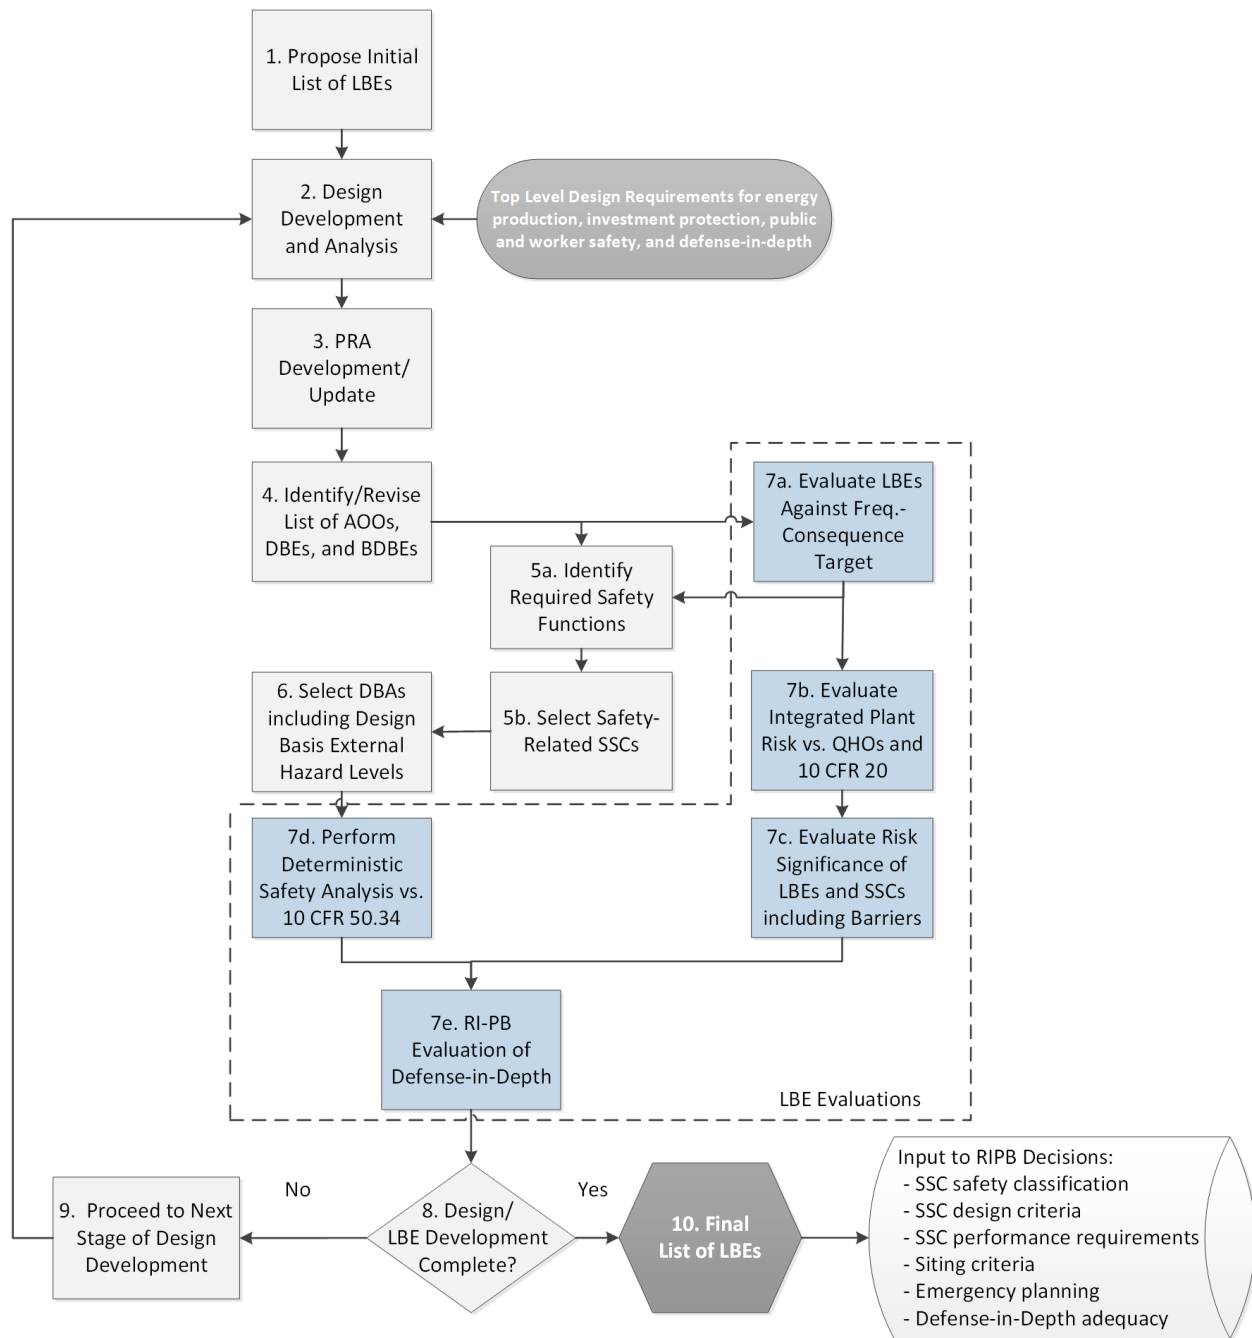 1. Propose Initial
List of LBEs
2. Design
Development
and Analysis
Top Level Design Requirements for energy
production, investment protection, public
and worker safety, and defense-in-depth
3. PRA
Development/
Update
4. Identify/Revise
List of AOOs,
DBEs, and BDBEs
7a. Evaluate LBEs
Against Freq.-
Consequence
Target
5a. Identify
Required Safety
Functions
6. Select DBAs
including Design
Basis External
Hazard Levels
5b. Select Safety-
Related SSCs
7b. Evaluate
Integrated Plant
Risk vs. QHOs and
10 CFR 20
7d. Perform
Deterministic
Safety Analysis vs.
10 CFR 50.34
7c. Evaluate Risk
Significance of
LBEs and SSCs
including Barriers
7e. RI-PB
Evaluation of
Defense-in-Depth
LBE Evaluations
9.  Proceed to Next
Stage of Design
Development
No
8. Design/
LBE Development
Complete?
Yes
10. Final
List of LBEs
Input to RIPB Decisions:
- SSC safety classification
- SSC design criteria
- SSC performance requirements
- Siting criteria
- Emergency planning
- Defense-in-Depth adequacy